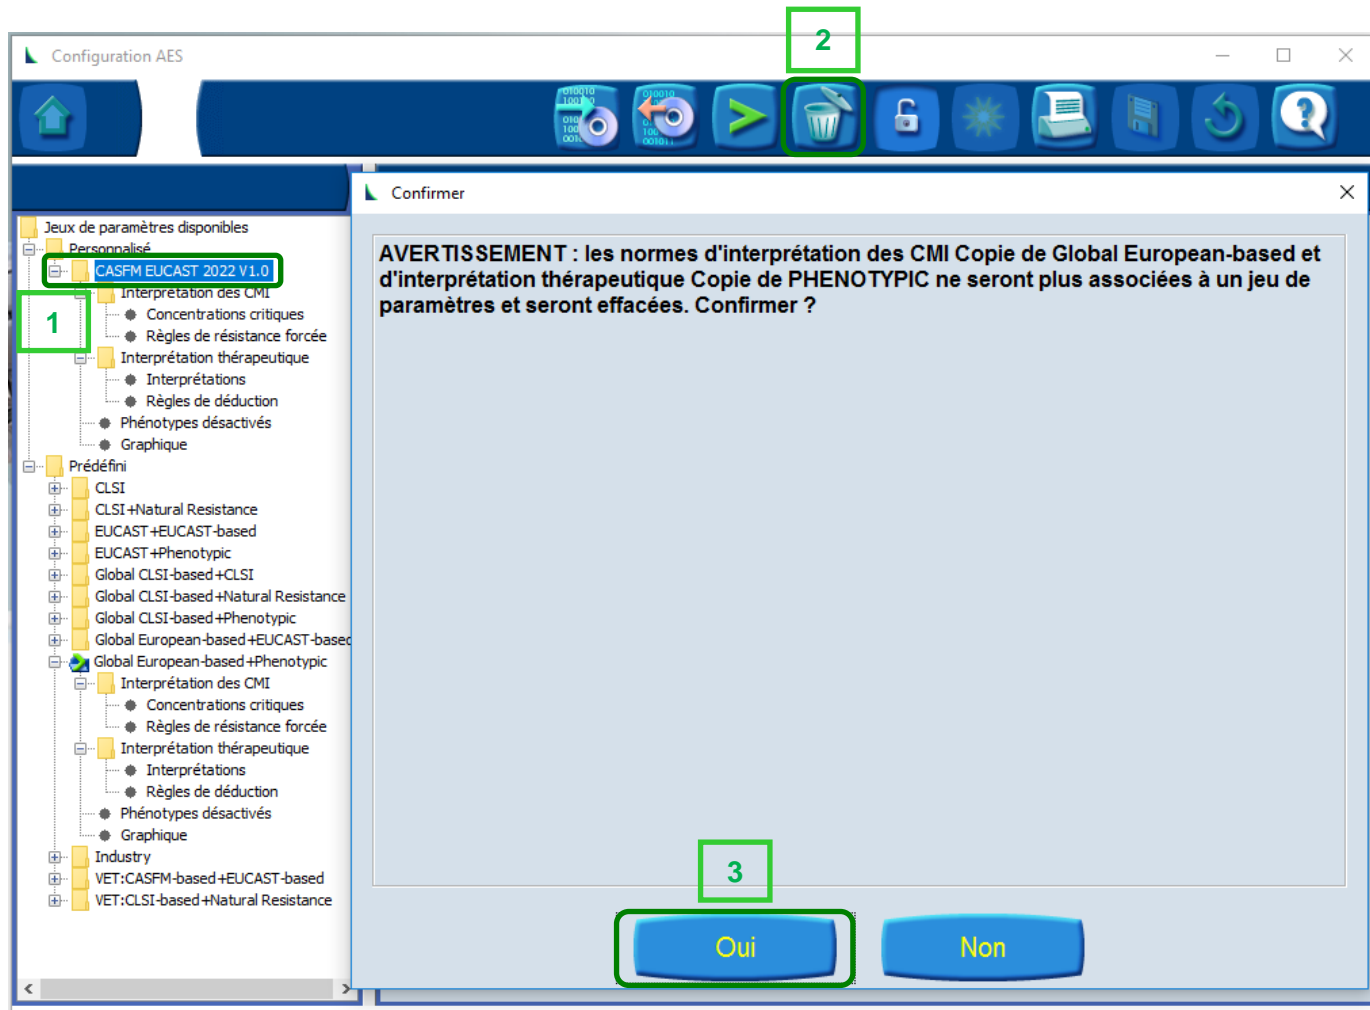 2
Configuration AES
Confirmer
Jeux de paramètres disponibles
Personnalisé
CASFM EUCAST 2022 V1.0
Interprétation des CMI
Concentrations critiques
Règles de résistance forcée
Interprétation thérapeutique
Interprétations
Règles de déduction
Phénotypes désactivés
Graphique
Prédéfini
CLSI
CLSI+Natural Resistance
EUCAST+EUCAST-based
EUCAST+Phenotypic
Global CLSI-based+CLSI
Global CLSI-based+Natural Resistance
Global CLSI-based+Phenotypic
Global European-based+EUCAST-based
Global European-based+Phenotypic
Interprétation des CMI
Concentrations critiques
Règles de résistance forcée
Interprétation thérapeutique
Interprétations
Règles de déduction
Phénotypes désactivés
Graphique
Industry
VET:CASFM-based+EUCAST-based
VET:CLSI-based+Natural Resistance
1
AVERTISSEMENT : les normes d'interprétation des CMI Copie de Global European-based et
d'interprétation thérapeutique Copie de PHENOTYPIC ne seront plus associées à un jeu de
paramètres et seront effacées. Confirmer ?
3
Oui
Non